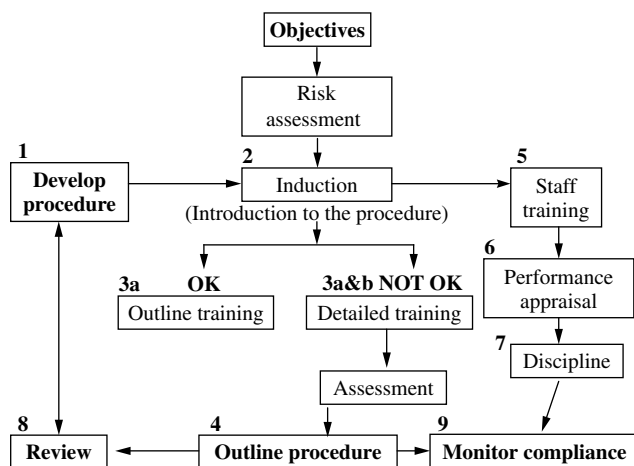 Objectives
Risk
assessment
1
Develop
procedure
2
Induction
(Introduction to the procedure)
5
Staff
training
3a OK
Outline training
3a&b NOT OK
Detailed training
6
Performance
appraisal
7
Discipline
Assessment
8
Review
4
Outline procedure
9
Monitor compliance